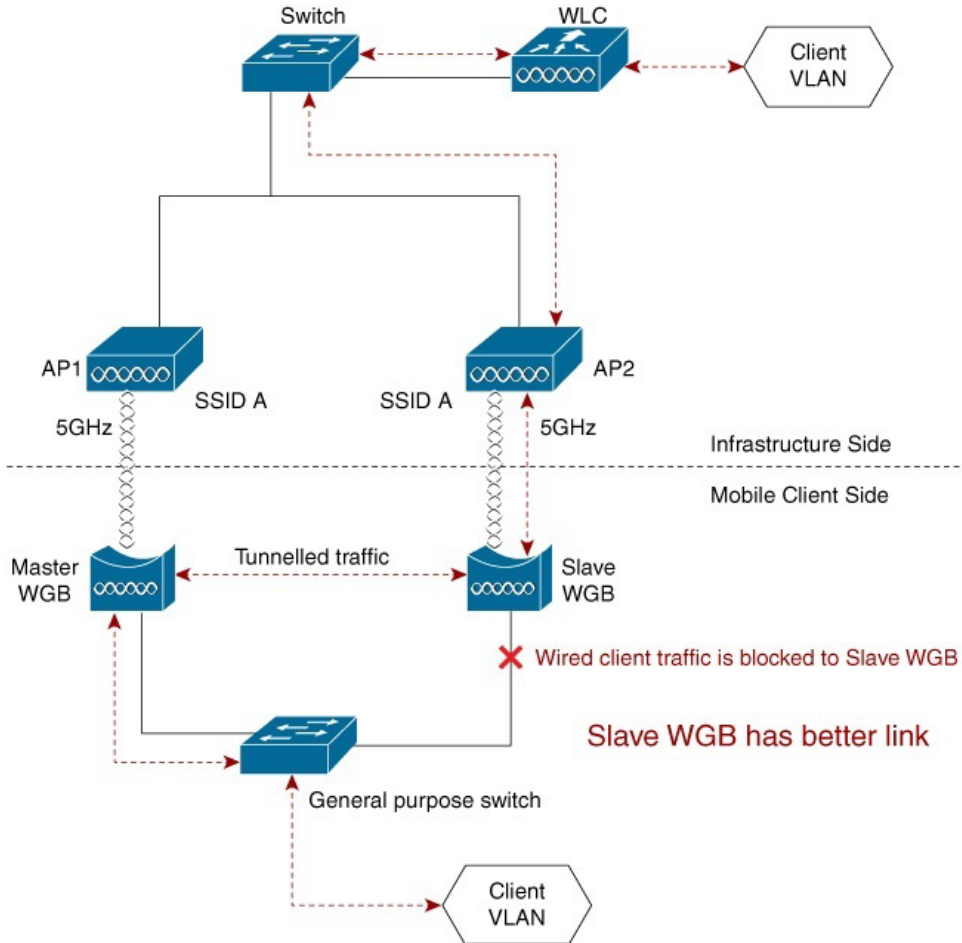 Switch
WLC
Client
VLAN
AP1
SSID A
SSID A
AP2
5GHz
5GHz
Infrastructure Side
Mobile Client Side
Master
WGB
Tunnelled traffic
Slave
WGB
Wired client traffic is blocked to Slave WGB
Slave WGB has better link
General purpose switch
Client
VLAN